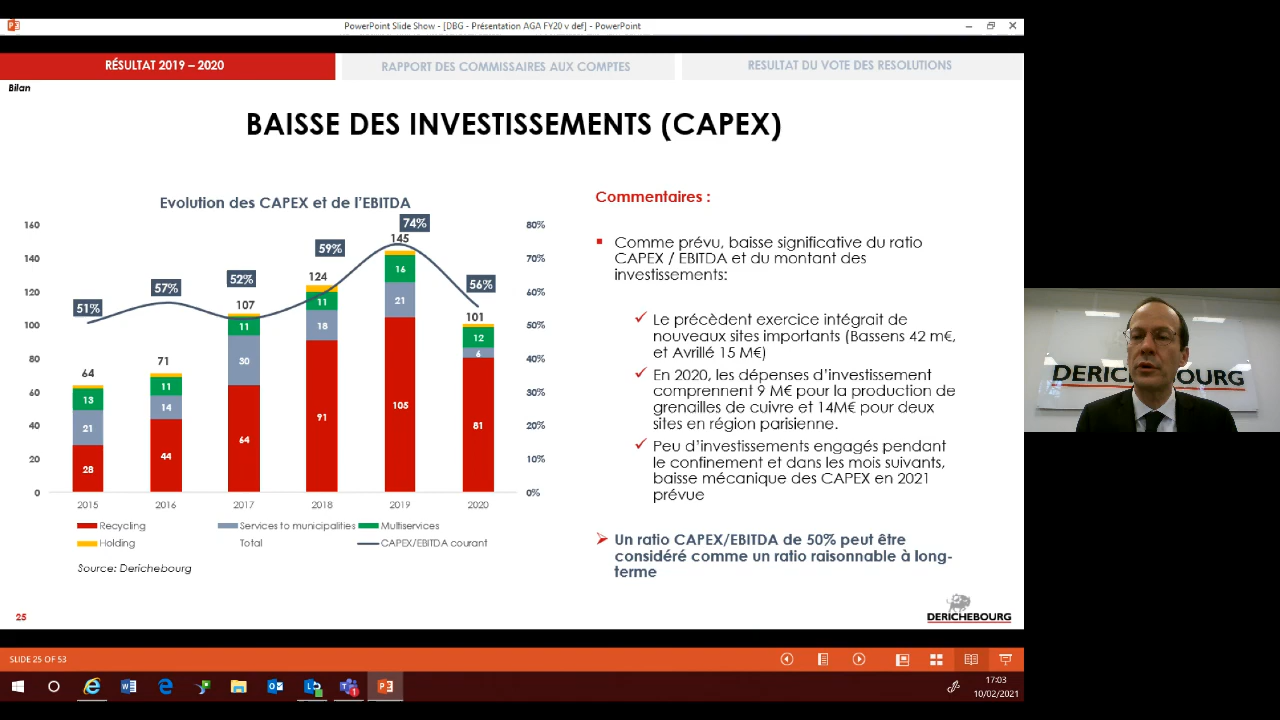 PowerPoint Slide Show - [DBG - Présentation AGA FY20 v def] - PowerPoint
RÉSULTAT 2019 – 2020
RAPPORT DES COMMISSAIRES AUX COMPTES
RESULTAT DU VOTE DES RESOLUTIONS
Bilan
BAISSE DES INVESTISSEMENTS (CAPEX)
Evolution des CAPEX et de l'EBITDA
160
140
120
100
80
60
40
20
0
80%
70%
60%
50%
40%
30%
20%
10%
0%
51%
64
13
21
28
57%
71
11
14
44
52%
107
11
30
64
59%
124
11
18
91
74%
145
16
21
105
56%
101
12
6
81
2015 2016 2017 2018 2019 2020
Recycling Services to municipalities Multiservices
Holding Total CAPEX/EBITDA courant
Source: Derichebourg
Commentaires :
Comme prévu, baisse significative du ratio
CAPEX / EBITDA et du montant des
investissements:
Le précèdent exercice intégrait de
nouveaux sites importants (Bassens 42 m€,
et Avrillé 15 M€)
En 2020, les dépenses d'investissement
comprennent 9 M€ pour la production de
grenailles de cuivre et 14M€ pour deux
sites en région parisienne.
Peu d'investissements engagés pendant
le confinement et dans les mois suivants,
baisse mécanique des CAPEX en 2021
prévue
Un ratio CAPEX/EBITDA de 50% peut être
considéré comme un ratio raisonnable à long-
terme
25
DERICHEBOURG
DERICHEBOURG
SLIDE 25 OF 53
17:03
10/02/2021